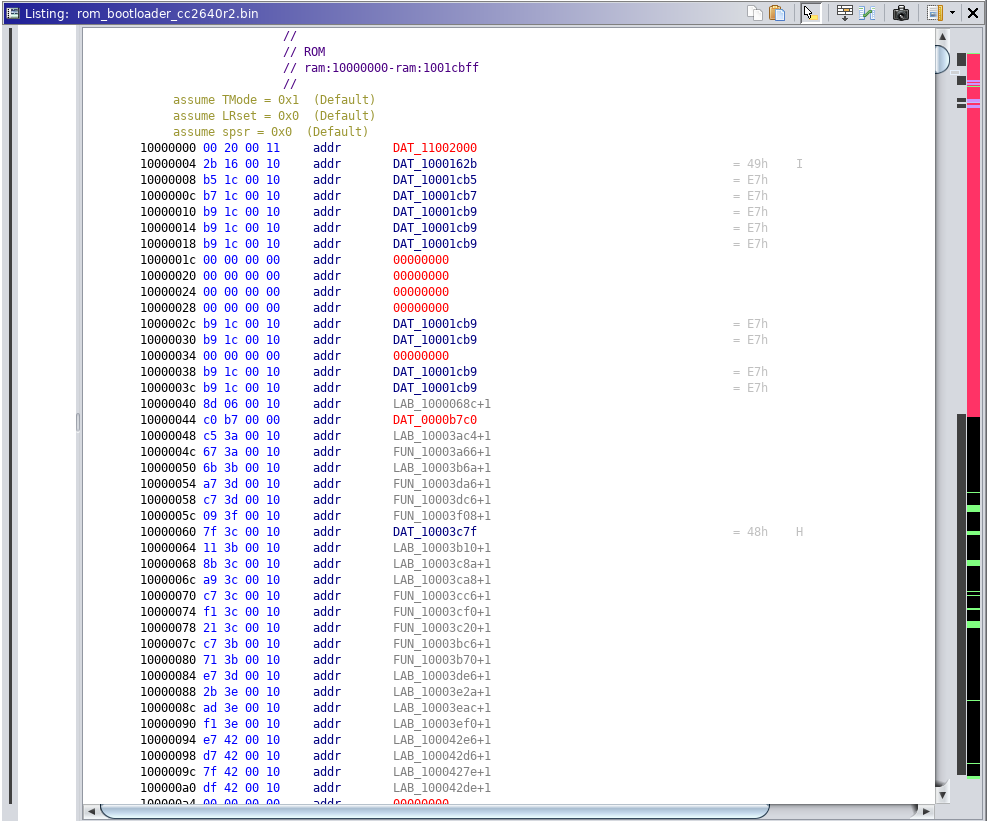 Listing: rom_bootloader_cc2640r2.bin
//
// ROM
// ram:10000000-ram:1001cbff
//
assume TMode = 0x1 (Default)
assume LRset = 0x0 (Default)
assume spsr = 0x0 (Default)
10000000 00 20 00 11 addr DAT_11002000
10000004 2b 16 00 10 addr DAT_1000162b = 49h I
10000008 b5 1c 00 10 addr DAT_10001cb5 = E7h
1000000c b7 1c 00 10 addr DAT_10001cb7 = E7h
10000010 b9 1c 00 10 addr DAT_10001cb9 = E7h
10000014 b9 1c 00 10 addr DAT_10001cb9 = E7h
10000018 b9 1c 00 10 addr DAT_10001cb9 = E7h
1000001c 00 00 00 00 addr 00000000
10000020 00 00 00 00 addr 00000000
10000024 00 00 00 00 addr 00000000
10000028 00 00 00 00 addr 00000000
1000002c b9 1c 00 10 addr DAT_10001cb9 = E7h
10000030 b9 1c 00 10 addr DAT_10001cb9 = E7h
10000034 00 00 00 00 addr 00000000
10000038 b9 1c 00 10 addr DAT_10001cb9 = E7h
1000003c b9 1c 00 10 addr DAT_10001cb9 = E7h
10000040 8d 06 00 10 addr LAB_1000068c+1
10000044 c0 b7 00 00 addr DAT_0000b7c0
10000048 c5 3a 00 10 addr LAB_10003ac4+1
1000004c 67 3a 00 10 addr FUN_10003a66+1
10000050 6b 3b 00 10 addr LAB_10003b6a+1
10000054 a7 3d 00 10 addr FUN_10003da6+1
10000058 c7 3d 00 10 addr FUN_10003dc6+1
1000005c 09 3f 00 10 addr FUN_10003f08+1
10000060 7f 3c 00 10 addr DAT_10003c7f = 48h H
10000064 11 3b 00 10 addr LAB_10003b10+1
10000068 8b 3c 00 10 addr LAB_10003c8a+1
1000006c a9 3c 00 10 addr LAB_10003ca8+1
10000070 c7 3c 00 10 addr FUN_10003cc6+1
10000074 f1 3c 00 10 addr FUN_10003cf0+1
10000078 21 3c 00 10 addr FUN_10003c20+1
1000007c c7 3b 00 10 addr FUN_10003bc6+1
10000080 71 3b 00 10 addr FUN_10003b70+1
10000084 e7 3d 00 10 addr LAB_10003de6+1
10000088 2b 3e 00 10 addr LAB_10003e2a+1
1000008c ad 3e 00 10 addr LAB_10003eac+1
10000090 f1 3e 00 10 addr LAB_10003ef0+1
10000094 e7 42 00 10 addr LAB_100042e6+1
10000098 d7 42 00 10 addr LAB_100042d6+1
1000009c 7f 42 00 10 addr LAB_1000427e+1
100000a0 df 42 00 10 addr LAB_100042de+1
100000a4 00 00 00 00 addr 00000000